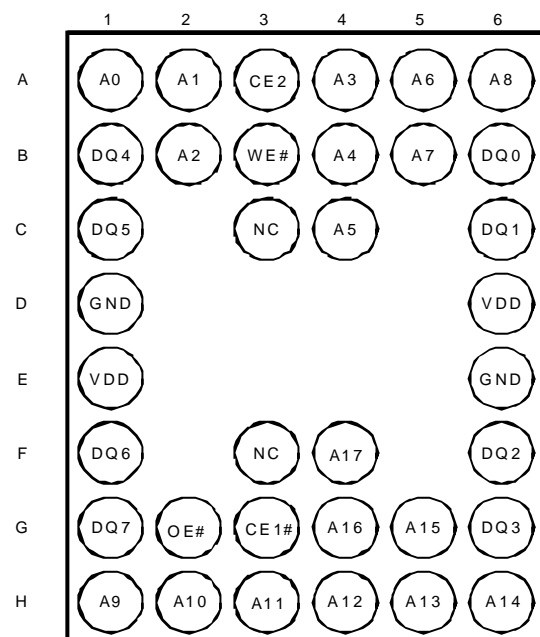 1 2 3 4 5 6
A A0 A1 CE2 A3 A6 A8
B DQ4 A2 WE# A4 A7 DQ0
C DQ5 NC A5 DQ1
D GND VDD
E VDD GND
F DQ6 NC A17 DQ2
G DQ7 OE# CE1# A16 A15 DQ3
H A9 A10 A11 A12 A13 A14